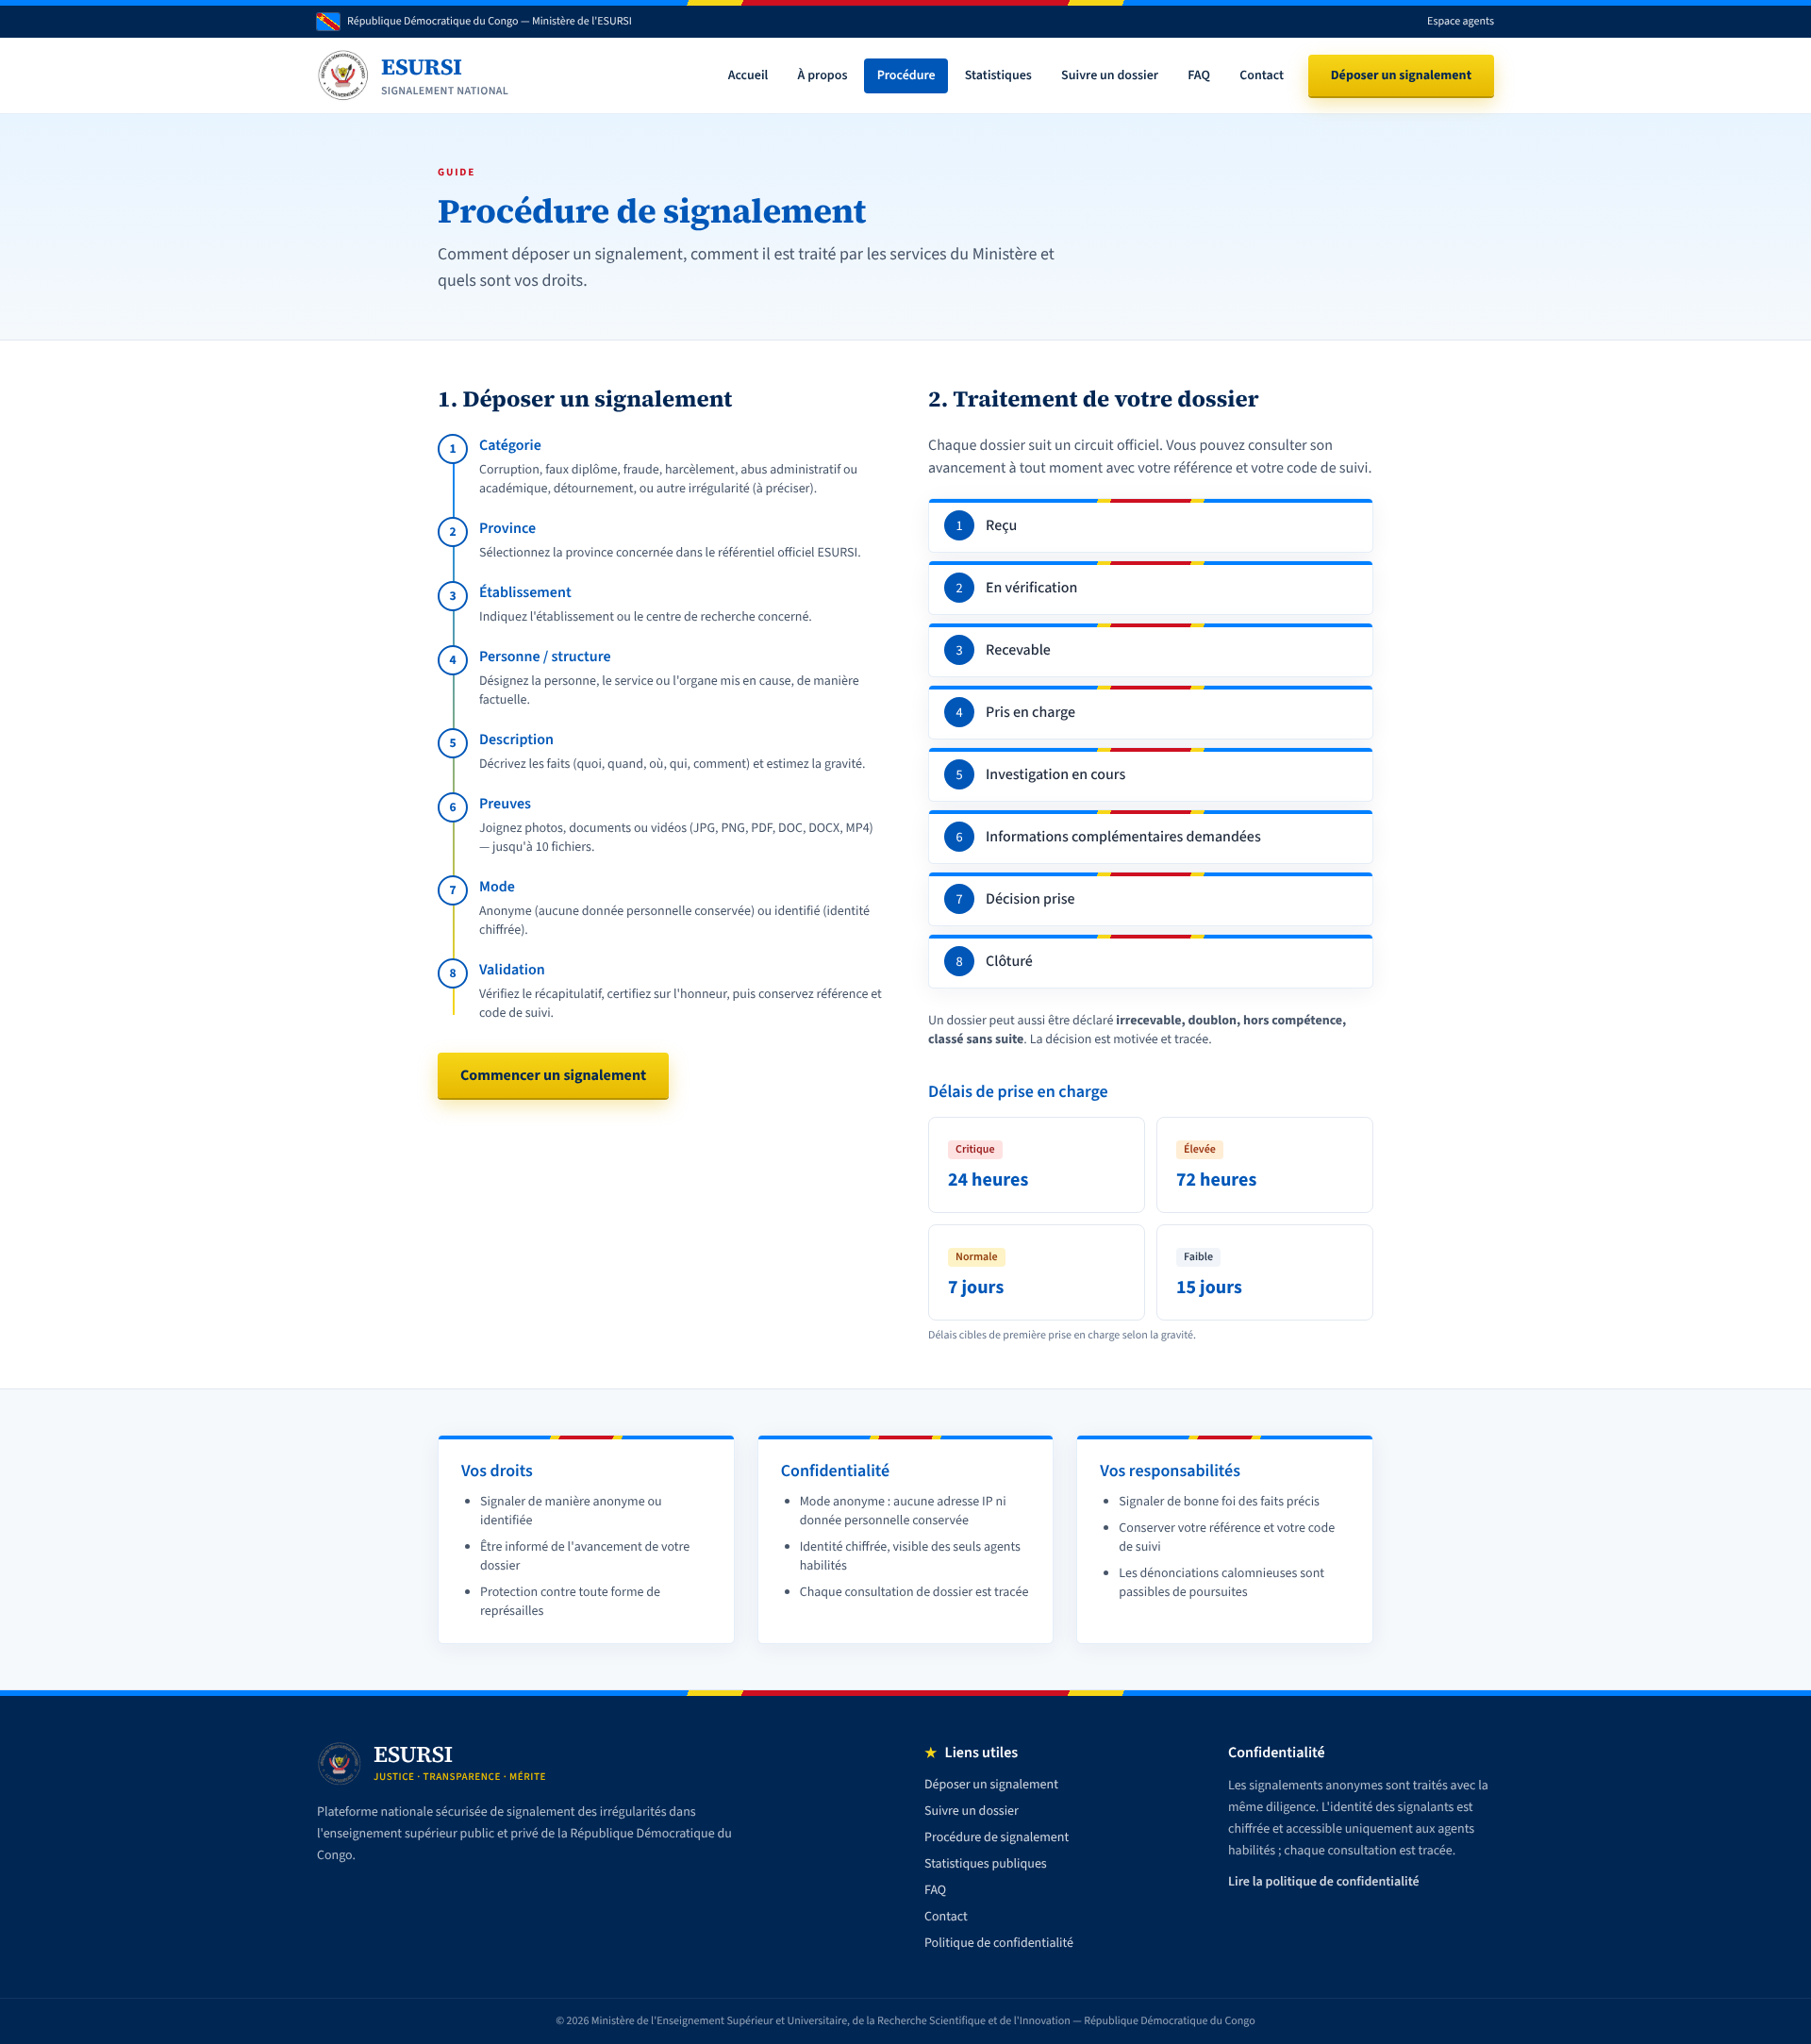 République Démocratique du Congo — Ministère de l'ESURSI
Espace agents
ESURSI
SIGNALEMENT NATIONAL
Accueil
À propos
Procédure
Statistiques
Suivre un dossier
FAQ
Contact
Déposer un signalement
GUIDE
Procédure de signalement
Comment déposer un signalement, comment il est traité par les services du Ministère et
quels sont vos droits.
1. Déposer un signalement
1
Catégorie
Corruption, faux diplôme, fraude, harcèlement, abus administratif ou
académique, détournement, ou autre irrégularité (à préciser).
2
Province
Sélectionnez la province concernée dans le référentiel officiel ESURSI.
3
Établissement
Indiquez l'établissement ou le centre de recherche concerné.
4
Personne / structure
Désignez la personne, le service ou l'organe mis en cause, de manière
factuelle.
5
Description
Décrivez les faits (quoi, quand, où, qui, comment) et estimez la gravité.
6
Preuves
Joignez photos, documents ou vidéos (JPG, PNG, PDF, DOC, DOCX, MP4)
— jusqu'à 10 fichiers.
7
Mode
Anonyme (aucune donnée personnelle conservée) ou identifié (identité
chiffrée).
8
Validation
Vérifiez le récapitulatif, certifiez sur l'honneur, puis conservez référence et
code de suivi.
Commencer un signalement
2. Traitement de votre dossier
Chaque dossier suit un circuit officiel. Vous pouvez consulter son
avancement à tout moment avec votre référence et votre code de suivi.
1 Reçu
2 En vérification
3 Recevable
4 Pris en charge
5 Investigation en cours
6 Informations complémentaires demandées
7 Décision prise
8 Clôturé
Un dossier peut aussi être déclaré irrecevable, doublon, hors compétence,
classé sans suite. La décision est motivée et tracée.
Délais de prise en charge
Critique
24 heures
Élevée
72 heures
Normale
7 jours
Faible
15 jours
Délais cibles de première prise en charge selon la gravité.
Vos droits
Signaler de manière anonyme ou
identifiée
Être informé de l'avancement de votre
dossier
Protection contre toute forme de
représailles
Confidentialité
Mode anonyme : aucune adresse IP ni
donnée personnelle conservée
Identité chiffrée, visible des seuls agents
habilités
Chaque consultation de dossier est tracée
Vos responsabilités
Signaler de bonne foi des faits précis
Conserver votre référence et votre code
de suivi
Les dénonciations calomnieuses sont
passibles de poursuites
ESURSI
JUSTICE · TRANSPARENCE · MÉRITE
Plateforme nationale sécurisée de signalement des irrégularités dans
l'enseignement supérieur public et privé de la République Démocratique du
Congo.
★ Liens utiles
Déposer un signalement
Suivre un dossier
Procédure de signalement
Statistiques publiques
FAQ
Contact
Politique de confidentialité
Confidentialité
Les signalements anonymes sont traités avec la
même diligence. L'identité des signalants est
chiffrée et accessible uniquement aux agents
habilités ; chaque consultation est tracée.
Lire la politique de confidentialité
© 2026 Ministère de l'Enseignement Supérieur et Universitaire, de la Recherche Scientifique et de l'Innovation — République Démocratique du Congo